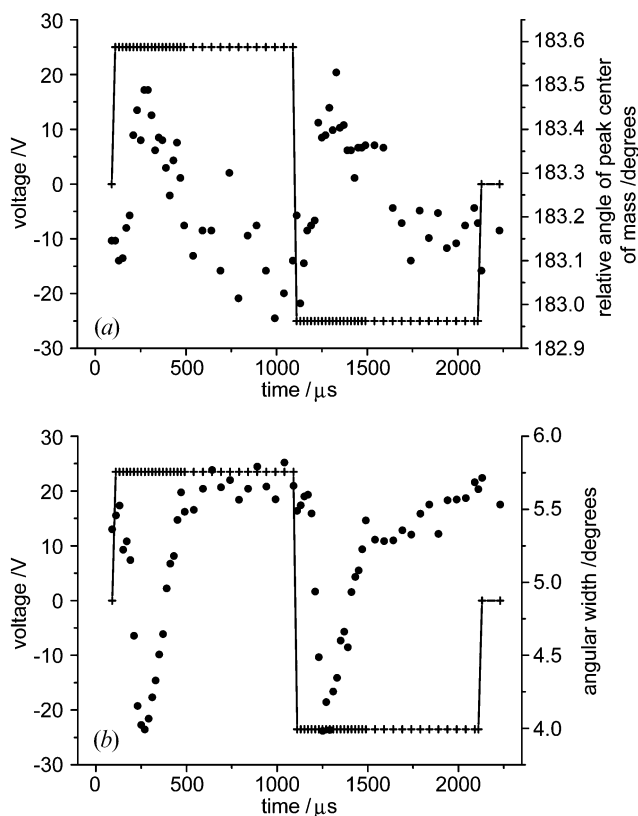 30
20
10
0
-10
-20
-30
voltage /V
183.6
183.5
183.4
183.3
183.2
183.1
183.0
182.9
relative angle of peak center
of mass /degrees
(a)
0 500 1000 1500 2000
time /μs
30
20
10
0
-10
-20
-30
voltage /V
6.0
5.5
5.0
4.5
4.0
angular width /degrees
(b)
0 500 1000 1500 2000
time /μs